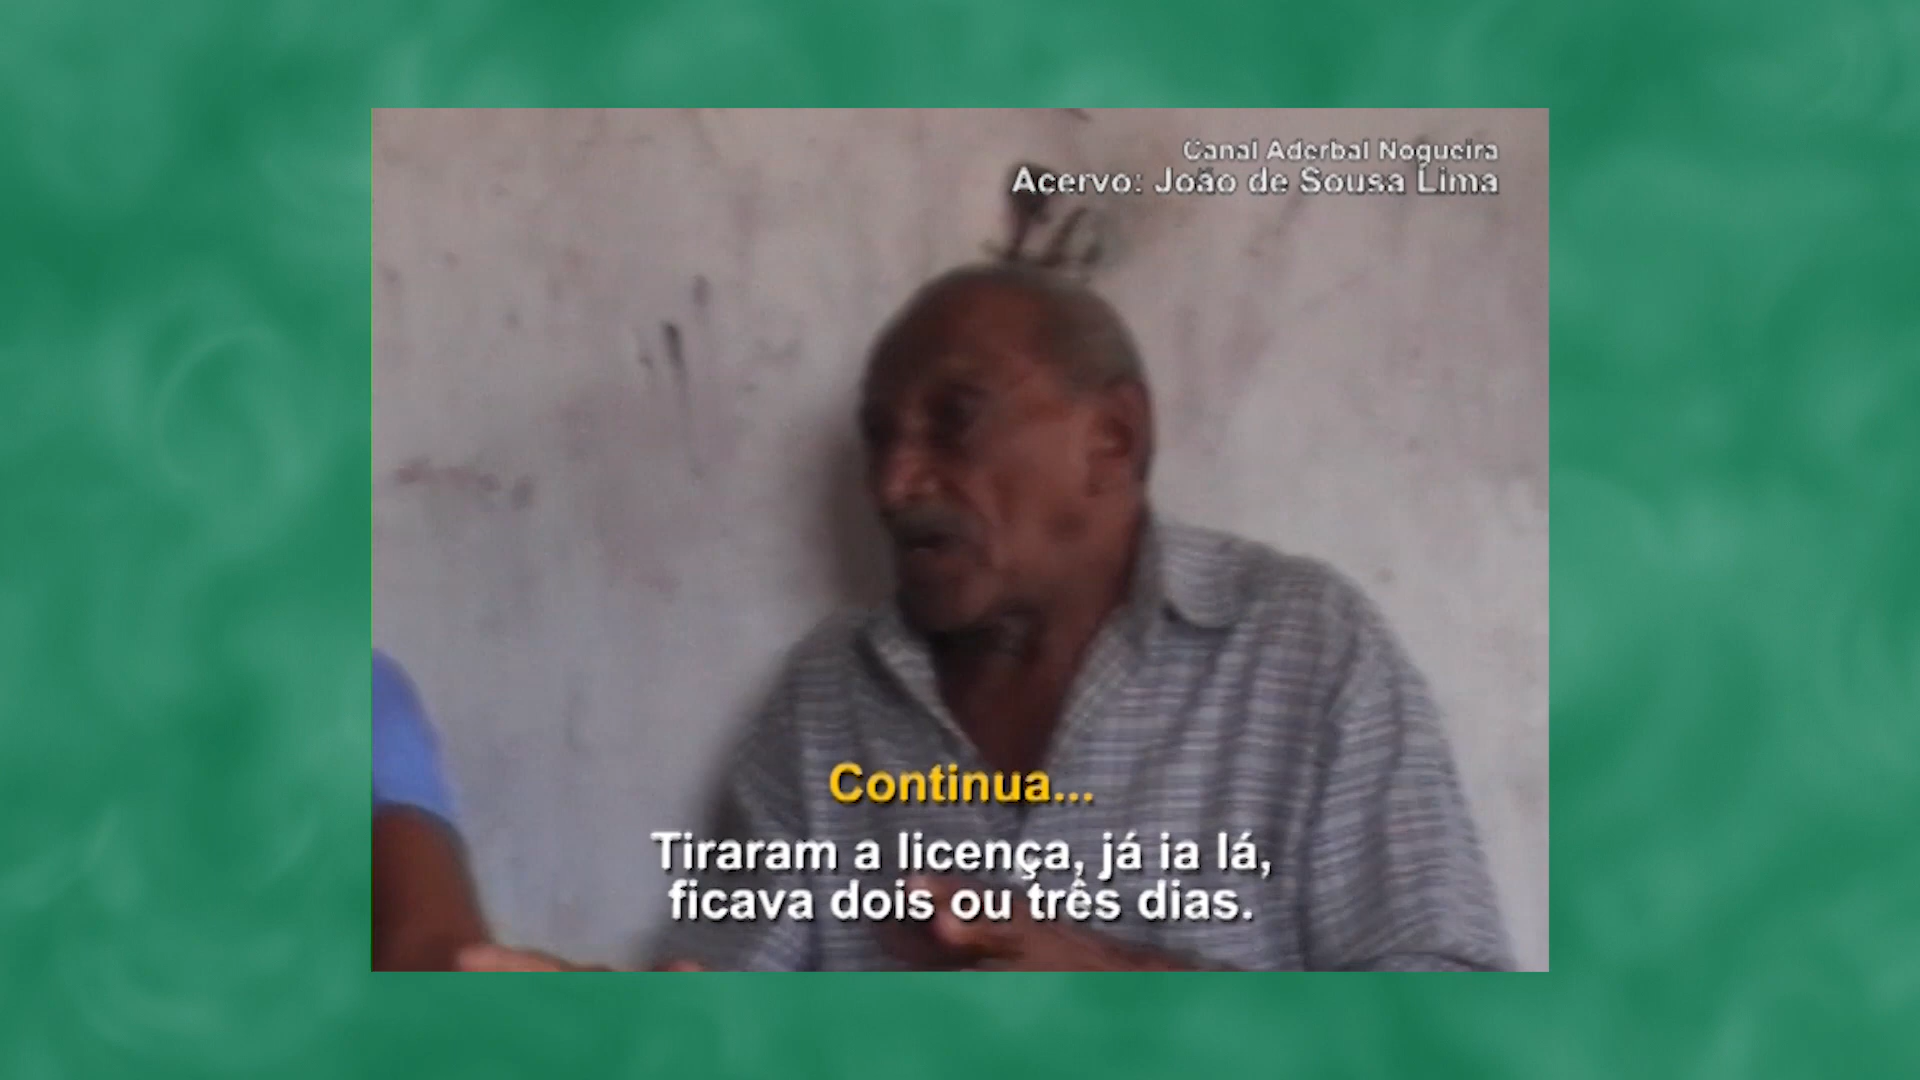 Canal Aderbal Nogueira
Acervo: João de Sousa Lima
Continua...
Tiraram a licença, já ia lá,
ficava dois ou três dias.